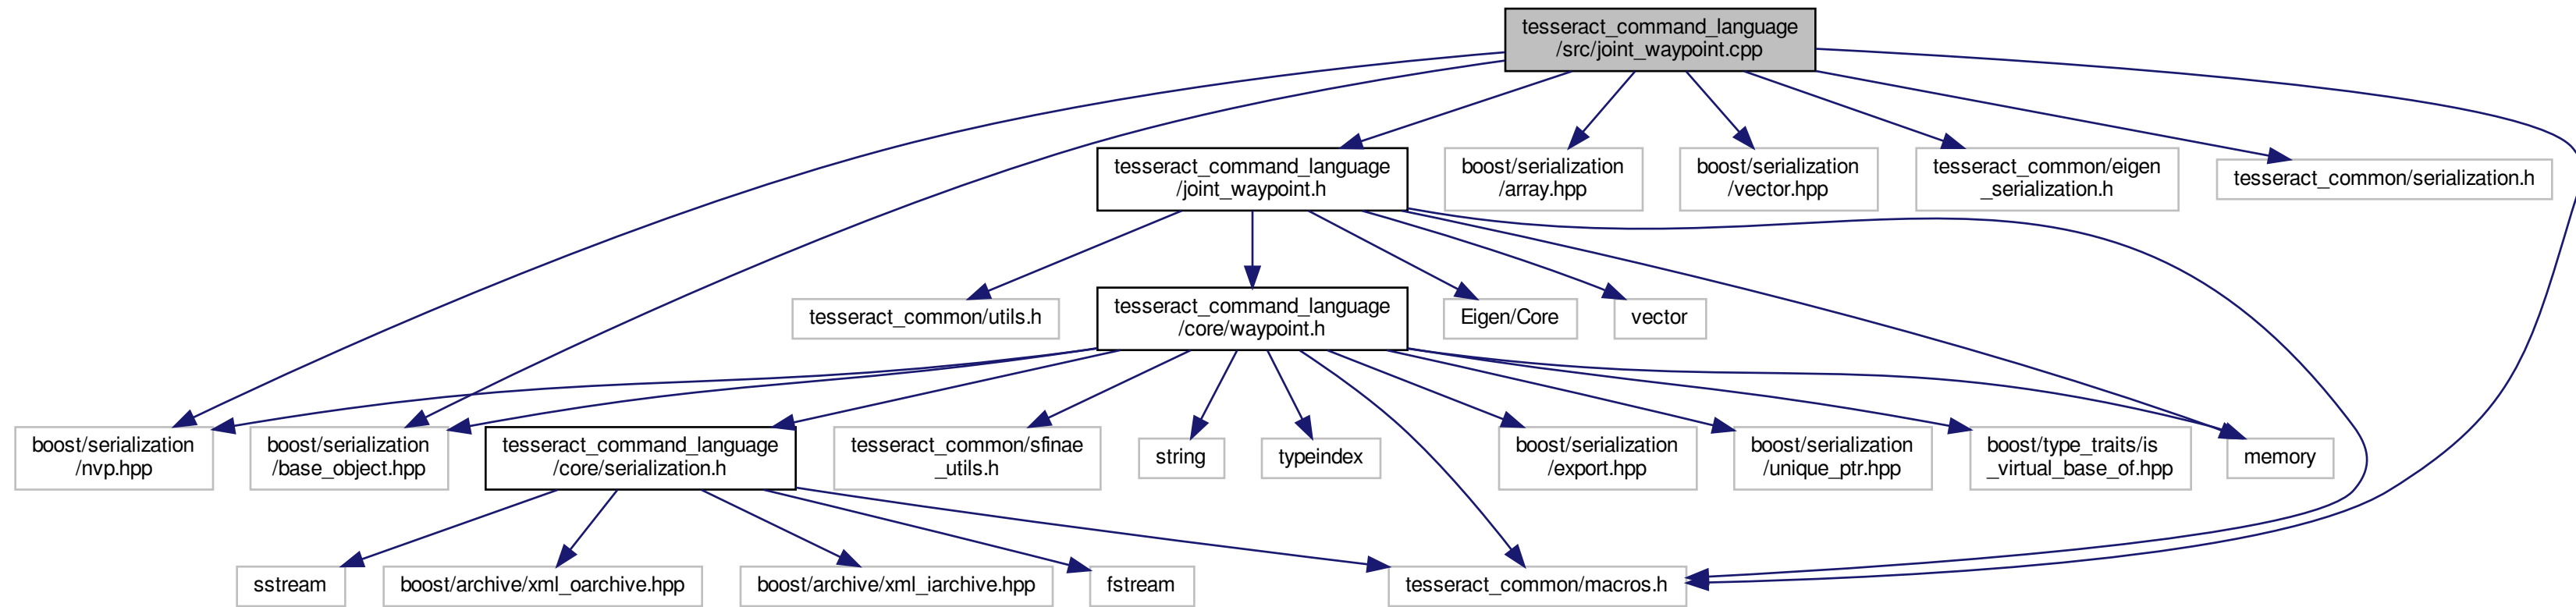 tesseract_command_language
/src/joint_waypoint.cpp
tesseract_command_language
/joint_waypoint.h
boost/serialization
/array.hpp
boost/serialization
/vector.hpp
tesseract_common/eigen
_serialization.h
tesseract_common/serialization.h
tesseract_common/utils.h
tesseract_command_language
/core/waypoint.h
Eigen/Core
vector
boost/serialization
/nvp.hpp
boost/serialization
/base_object.hpp
tesseract_command_language
/core/serialization.h
tesseract_common/sfinae
_utils.h
string
typeindex
boost/serialization
/export.hpp
boost/serialization
/unique_ptr.hpp
boost/type_traits/is
_virtual_base_of.hpp
memory
sstream
boost/archive/xml_oarchive.hpp
boost/archive/xml_iarchive.hpp
fstream
tesseract_common/macros.h